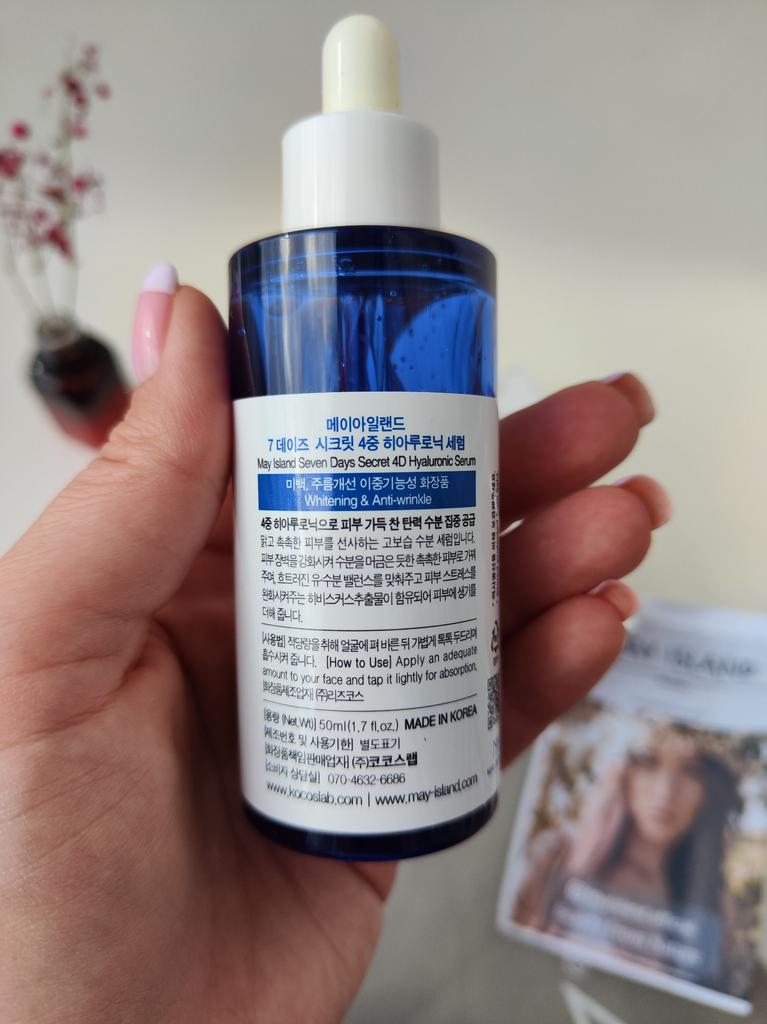 메이아일랜드
7 데이즈 시크릿 4중 히아루로닉 세럼
May Island Seven Days Secret 4D Hyaluronic Serum
미백, 주름개선 이중기능성 화장품
Whitening & Anti-wrinkle
4중 히아루로닉으로 피부 가득 찬 탄력 수분 집중 공급
맑고 촉촉한 피부를 선사하는 고보습 수분 세럼입니다.
피부 장벽을 강화시켜 수분을 머금은 듯한 촉촉한 피부로 가꿔
주며, 흐트러진 유·수분 밸런스를 맞춰주고 피부 스트레스를
완화시켜주는 히비스커스추출물이 함유되어 피부에 생기를
더해 줍니다.
[사용법] 적당량을 취해 얼굴에 펴 바른 뒤 가볍게 톡톡 두드리며
흡수시켜 줍니다. [How to Use] Apply an adequate
amount to your face and tap it lightly for absorption.
[화장품제조업자] (주)리즈코스
[용량 (Net.Wt)] 50ml(1.7 fl.oz.) MADE IN KOREA
[제조번호 및 사용기한] 별도표기
[화장품책임판매업자] (주)코코스랩
[소비자 상담실] 070-4632-6686
www.kocoslab.com | www.may-island.com
ISLAND